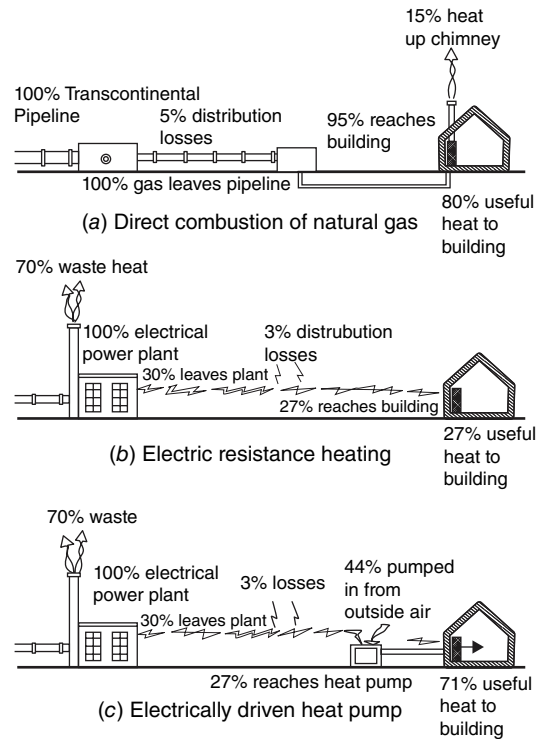 15% heat
up chimney
100% Transcontinental
Pipeline
5% distribution
losses
95% reaches
building
100% gas leaves pipeline
(a) Direct combustion of natural gas
80% useful
heat to
building
70% waste heat
100% electrical
power plant
3% distrubution
losses
30% leaves plant
27% reaches building
(b) Electric resistance heating
27% useful
heat to
building
70% waste
100% electrical
power plant
3% losses
44% pumped
in from
outside air
30% leaves plant
27% reaches heat pump
(c) Electrically driven heat pump
71% useful
heat to
building